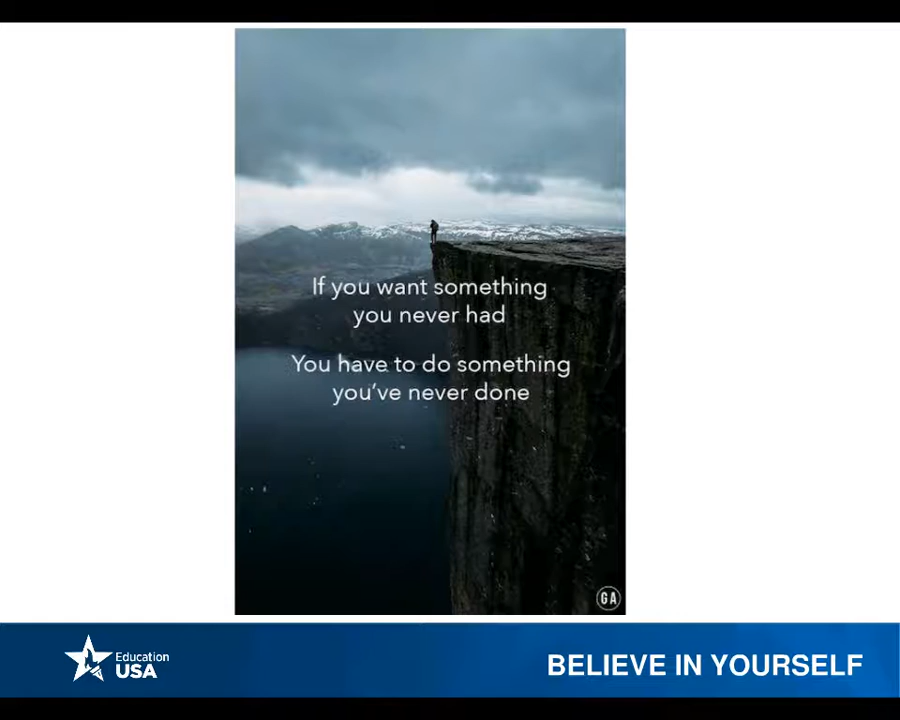 If you want something
you never had
You have to do something
you've never done
GA
Education
USA
BELIEVE IN YOURSELF